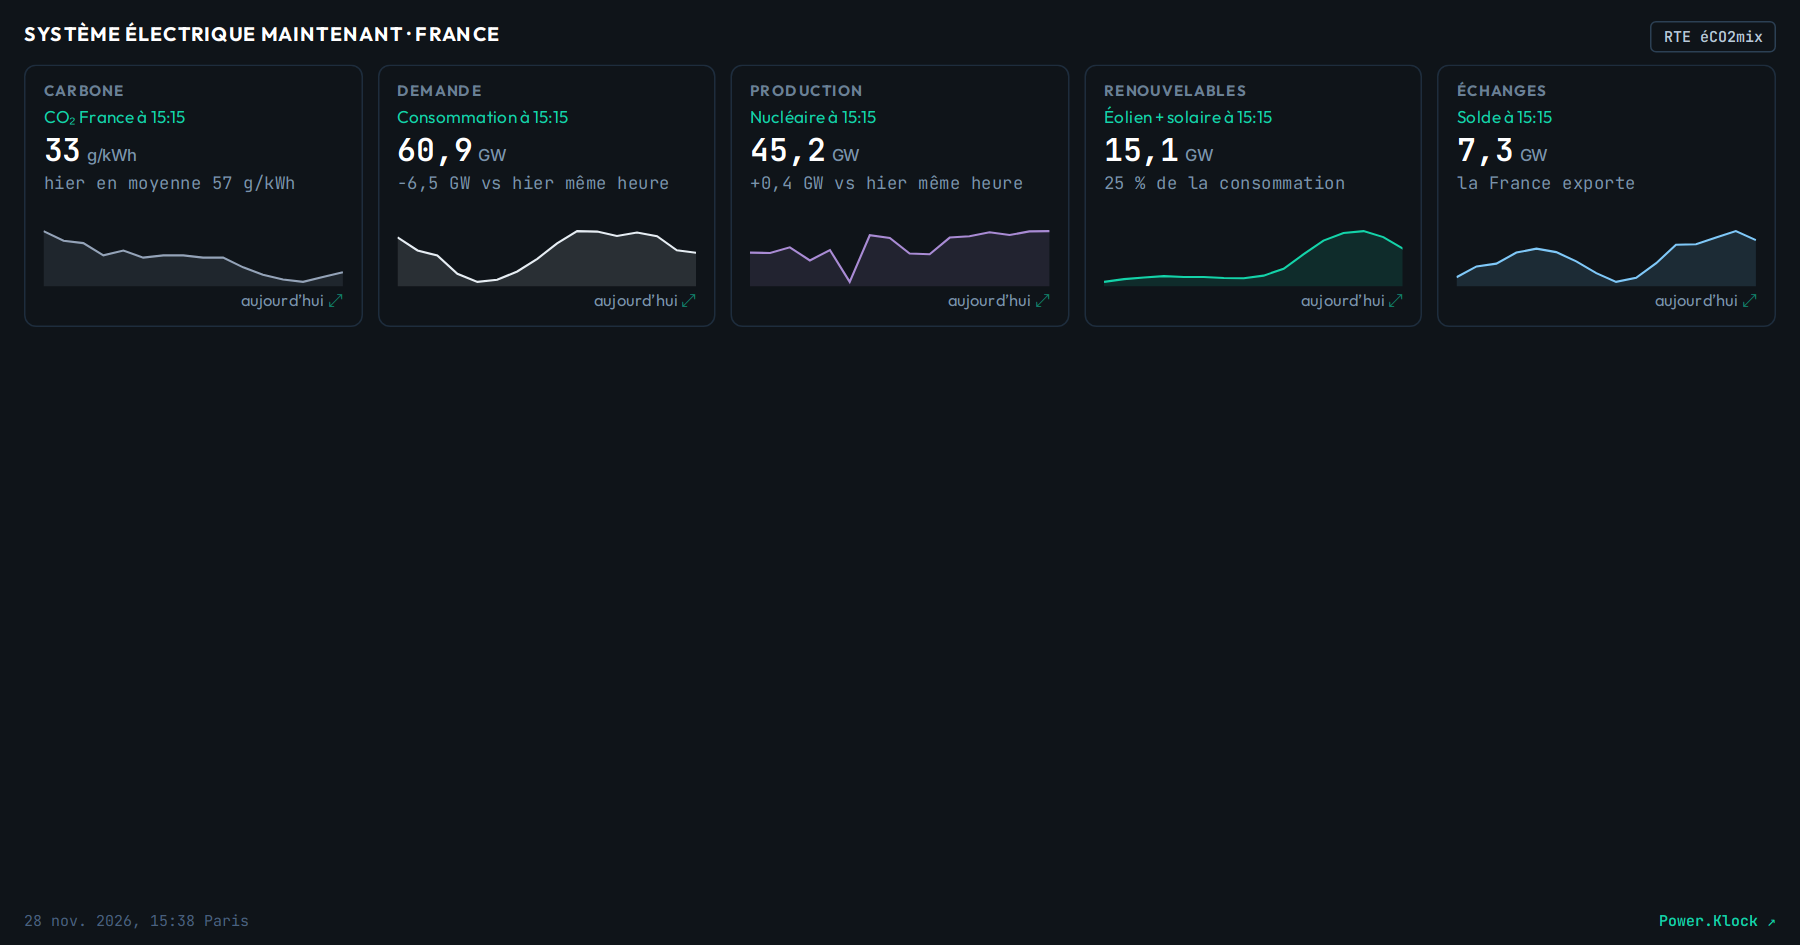 SYSTÈME ÉLECTRIQUE MAINTENANT · FRANCE
RTE éCO2mix
CARBONE
CO₂ France à 15:15
33 g/kWh
hier en moyenne 57 g/kWh
aujourd'hui ⤢
DEMANDE
Consommation à 15:15
60,9 GW
-6,5 GW vs hier même heure
aujourd'hui ⤢
PRODUCTION
Nucléaire à 15:15
45,2 GW
+0,4 GW vs hier même heure
aujourd'hui ⤢
RENOUVELABLES
Éolien + solaire à 15:15
15,1 GW
25 % de la consommation
aujourd'hui ⤢
ÉCHANGES
Solde à 15:15
7,3 GW
la France exporte
aujourd'hui ⤢
28 nov. 2026, 15:38 Paris
Power.Klock ↗